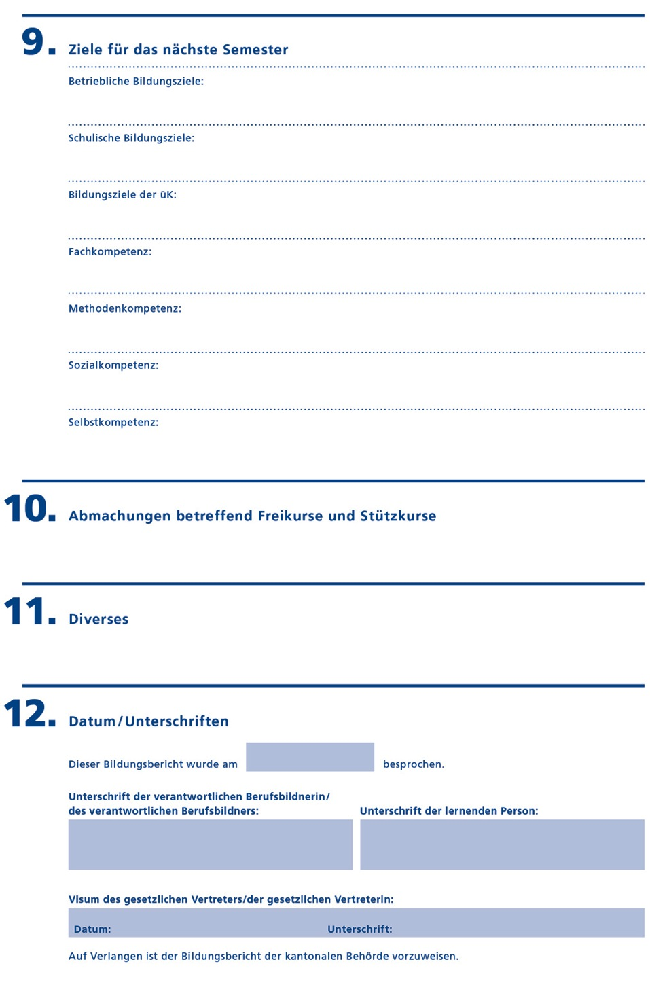 9. Ziele für das nächste Semester
Betriebliche Bildungsziele:
Schulische Bildungsziele:
Bildungsziele der üK:
Fachkompetenz:
Methodenkompetenz:
Sozialkompetenz:
Selbstkompetenz:
10. Abmachungen betreffend Freikurse und Stützkurse
11. Diverses
12. Datum/Unterschriften
Dieser Bildungsbericht wurde am besprochen.
Unterschrift der verantwortlichen Berufsbildnerin/
des verantwortlichen Berufsbildners:
Unterschrift der lernenden Person:
Visum des gesetzlichen Vertreters/der gesetzlichen Vertreterin:
Datum: Unterschrift:
Auf Verlangen ist der Bildungsbericht der kantonalen Behörde vorzuweisen.